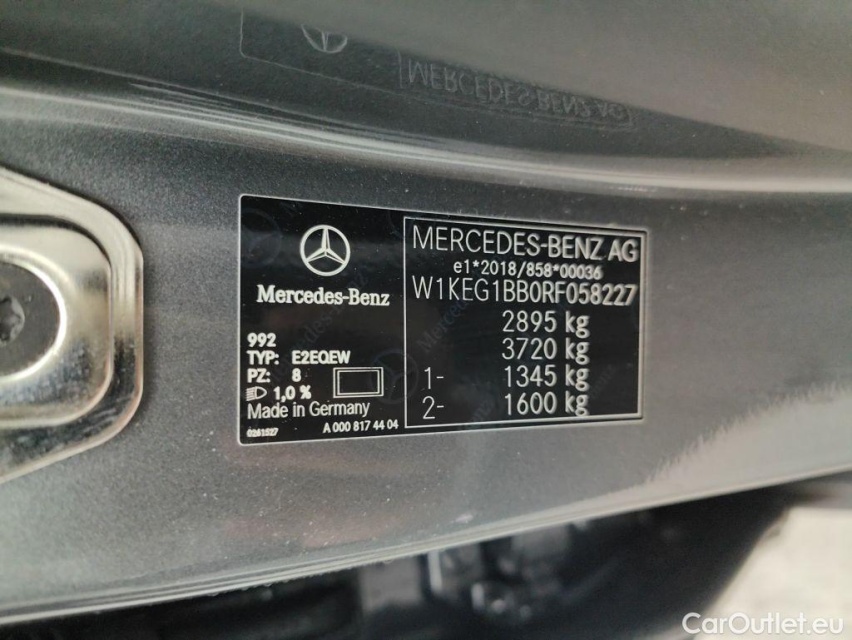 MERCEDES-BENZ AG
Mercedes-Benz
992
TYP: E2EQEW
PZ: 8
1,0 %
Made in Germany
0261527
A 000 817 44 04
MERCEDES-BENZ AG
e1*2018/858*00036
W1KEG1BB0RF058227
2895 kg
3720 kg
1- 1345 kg
2- 1600 kg
CarOutlet.eu